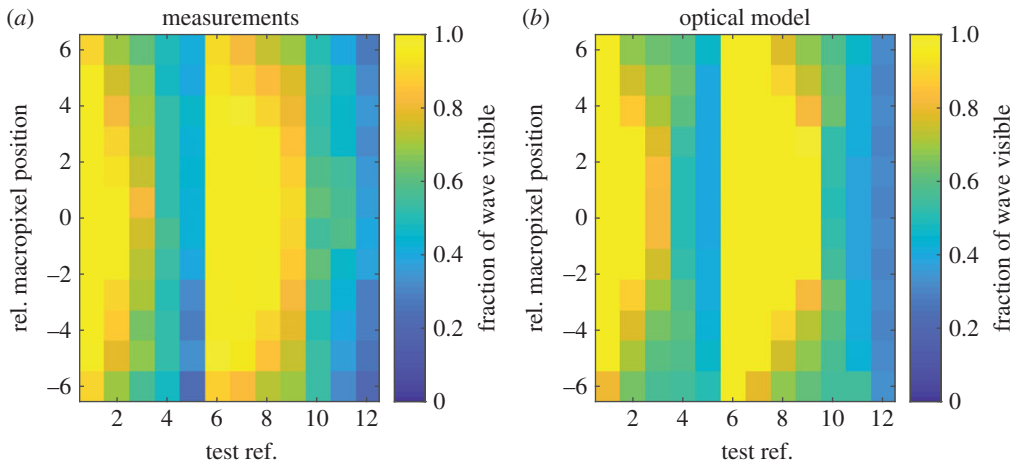 (a) measurements
6
4
2
0
–2
–4
–6
rel. macropixel position
2 4 6 8 10 12
test ref.
1.0
0.8
0.6
0.4
0.2
0
fraction of wave visible
(b) optical model
6
4
2
0
–2
–4
–6
rel. macropixel position
2 4 6 8 10 12
test ref.
1.0
0.8
0.6
0.4
0.2
0
fraction of wave visible